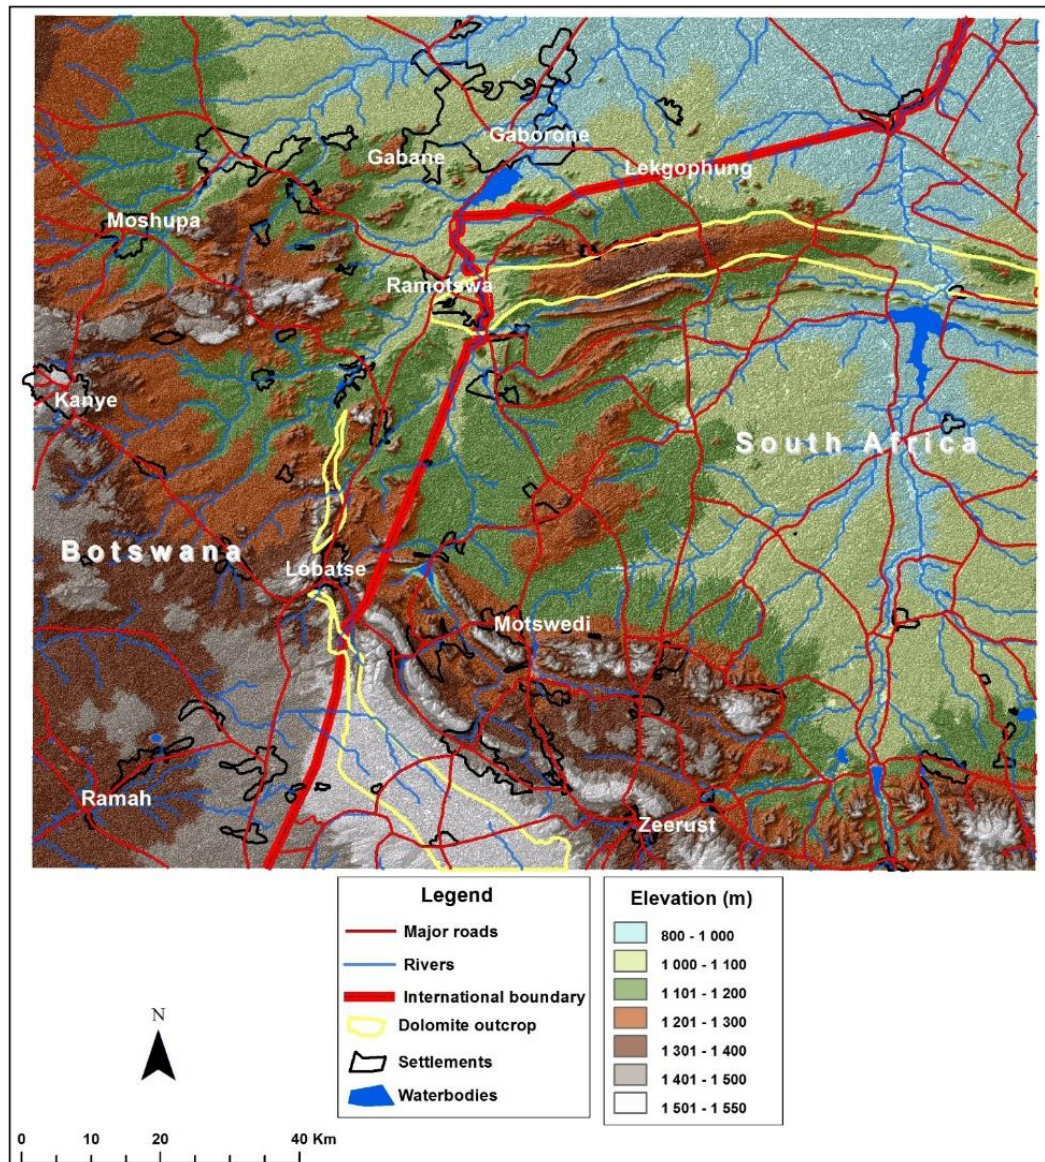 Gaborone
Gabane
Lekgophung
Moshupa
Ramotswa
Kanye
South Africa
Botswana
Lobatse
Motswedi
Ramah
Zeerust
Legend
Major roads
Rivers
International boundary
Dolomite outcrop
Settlements
Waterbodies
Elevation (m)
800 - 1 000
1 000 - 1 100
1 101 - 1 200
1 201 - 1 300
1 301 - 1 400
1 401 - 1 500
1 501 - 1 550
N
0 10 20 40 Km